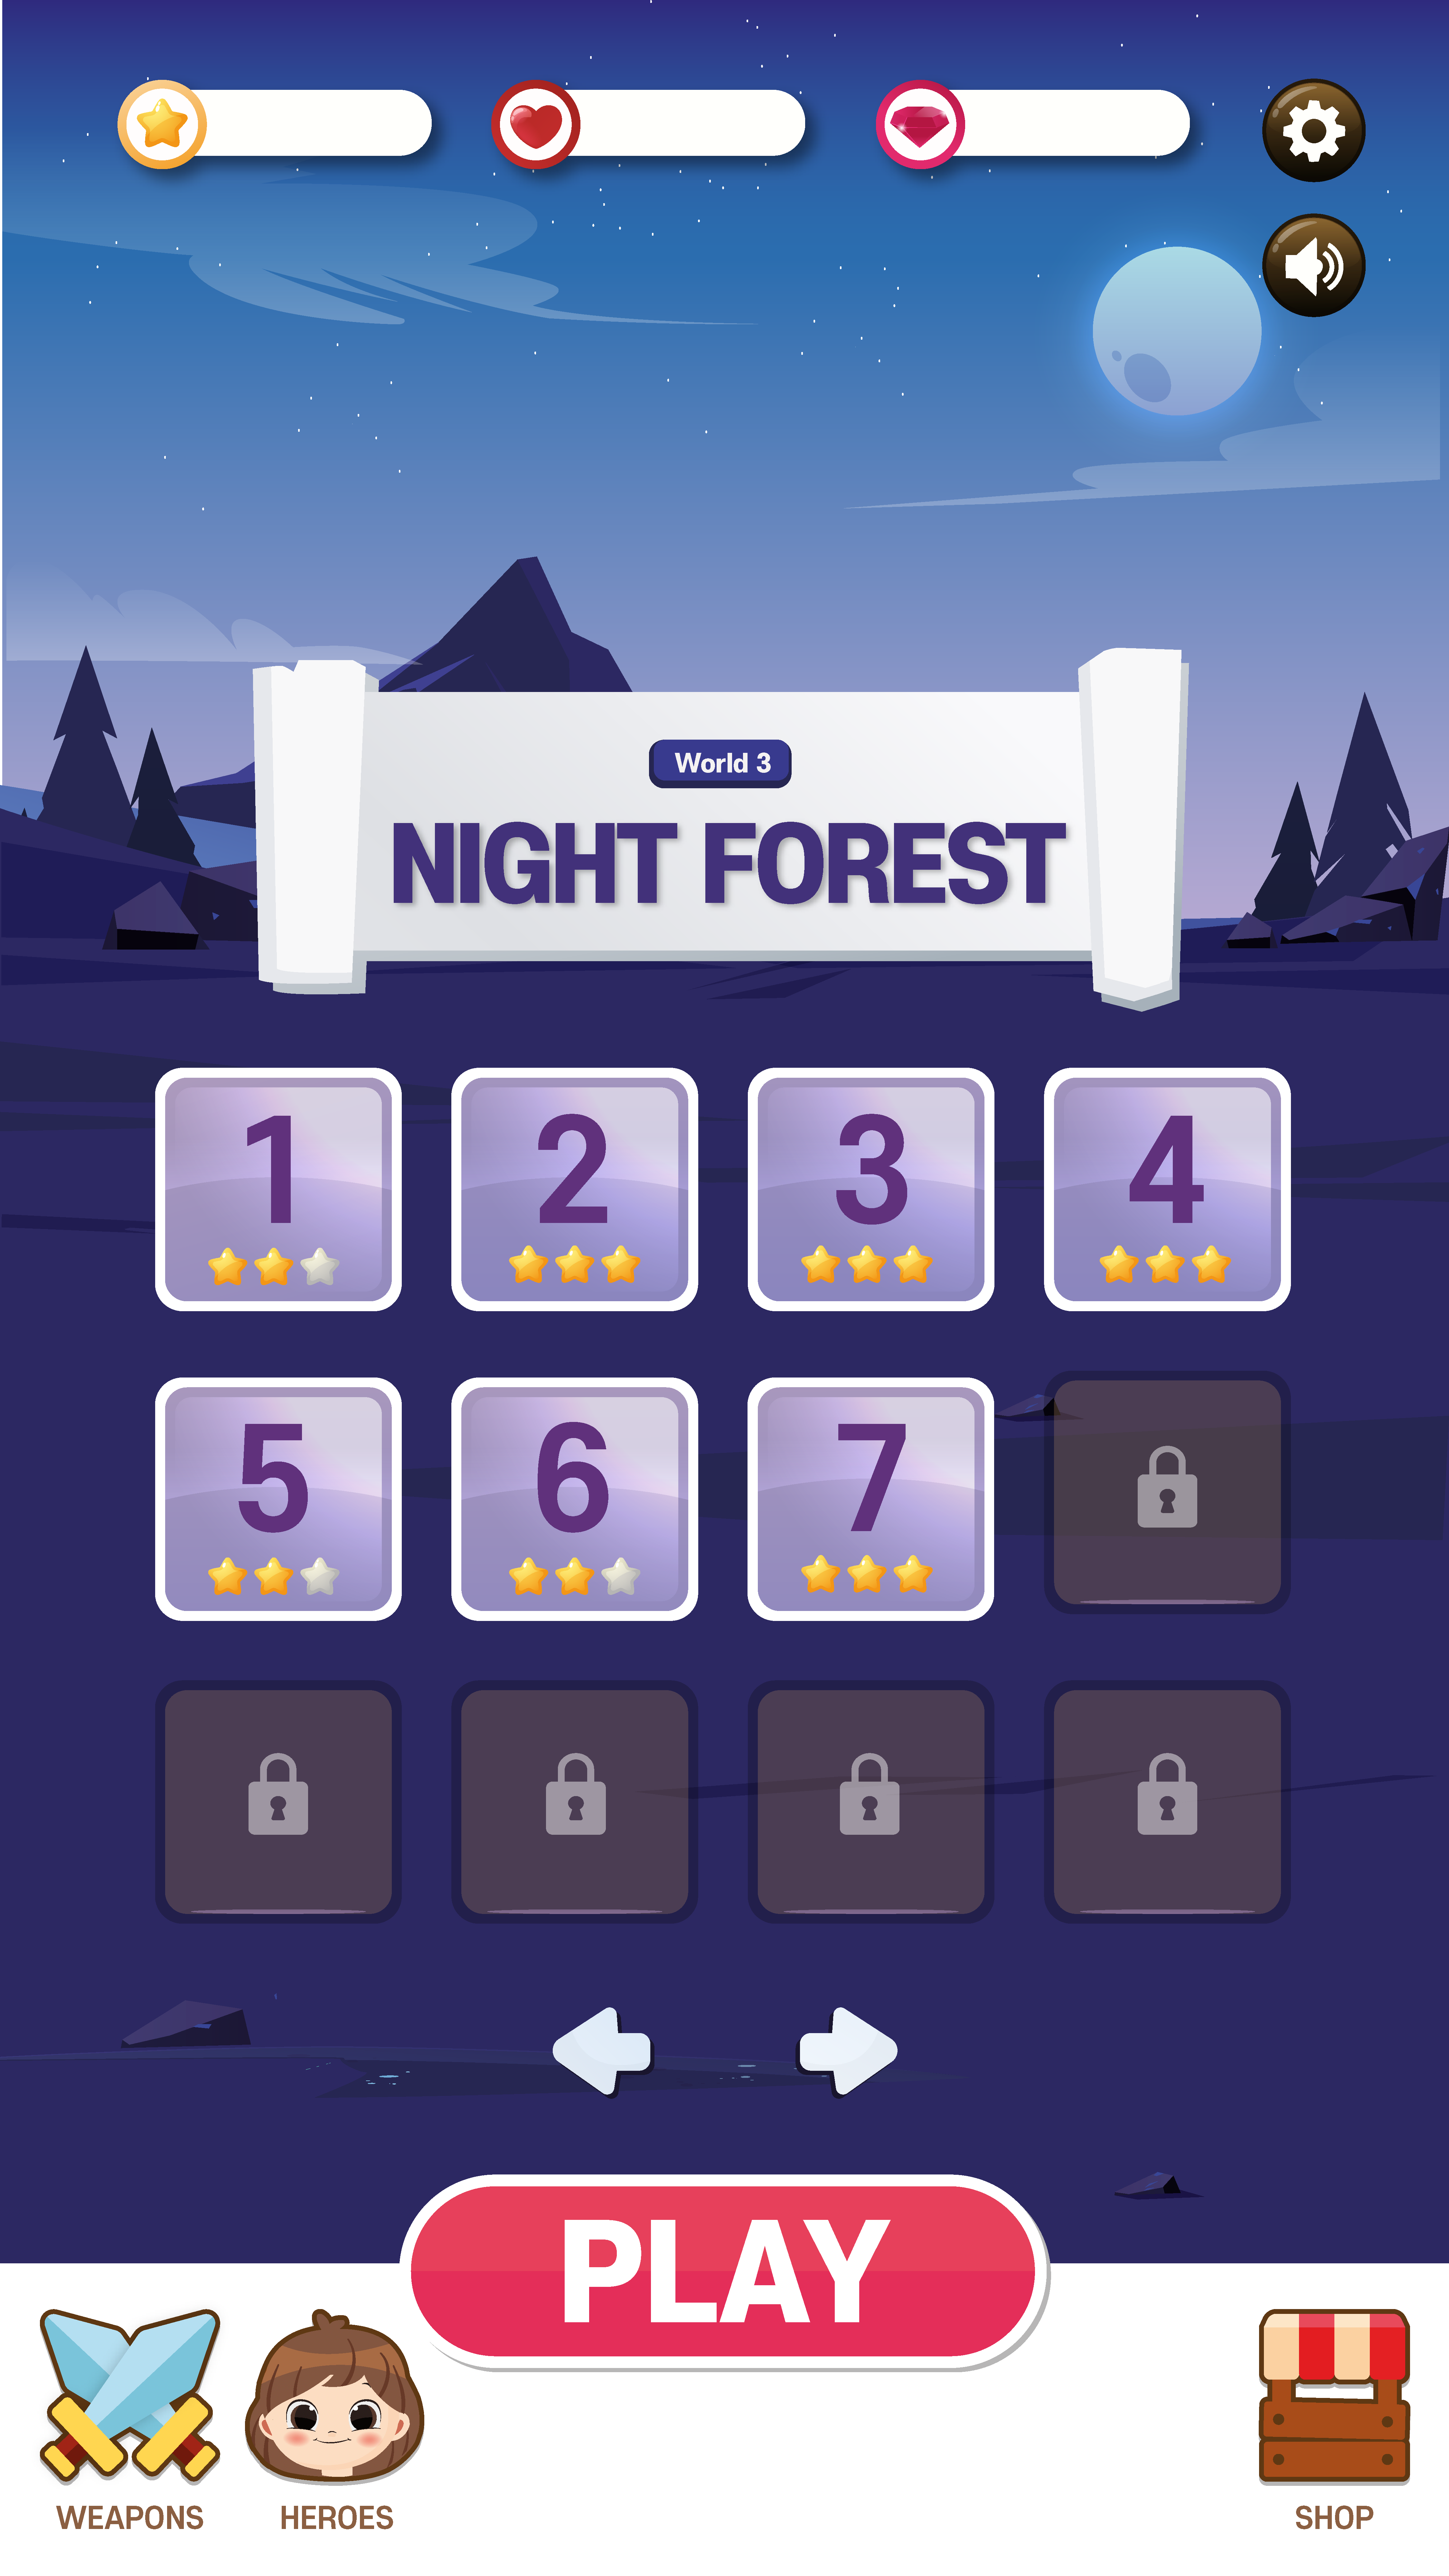 World 3
NIGHT FOREST
1 2 3 4
5 6 7
PLAY
WEAPONS HEROES SHOP